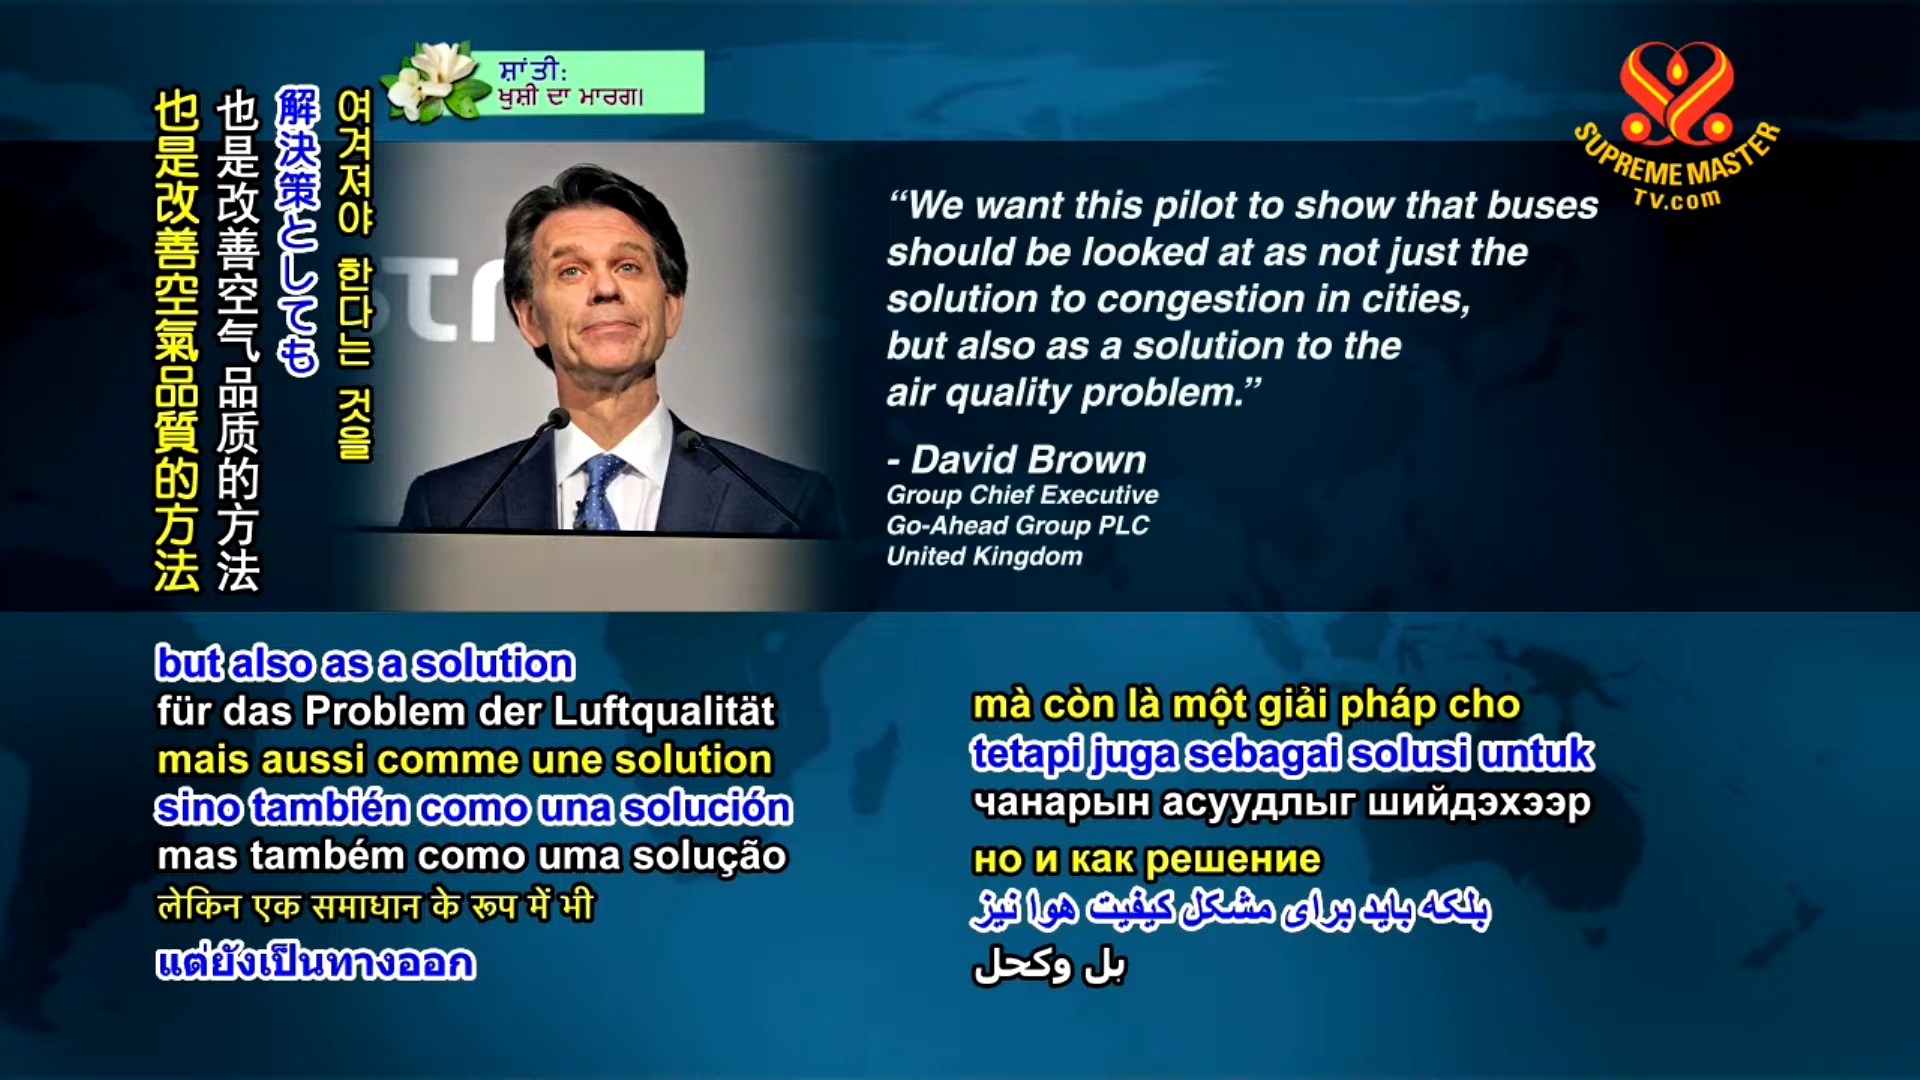 ਸ਼ਾਂਤੀ:
ਖੁਸ਼ੀ ਦਾ ਮਾਰਗ।
여겨져야 한다는 것을
解決策としても
也是改善空气品质的方法
也是改善空氣品質的方法
SUPREME MASTER
TV.com
“We want this pilot to show that buses
should be looked at as not just the
solution to congestion in cities,
but also as a solution to the
air quality problem.”
- David Brown
Group Chief Executive
Go-Ahead Group PLC
United Kingdom
but also as a solution
für das Problem der Luftqualität
mais aussi comme une solution
sino también como una solución
mas também como uma solução
लेकिन एक समाधान के रूप में भी
แต่ยังเป็นทางออก
mà còn là một giải pháp cho
tetapi juga sebagai solusi untuk
чанарын асуудлыг шийдэхээр
но и как решение
بلکه باید برای مشکل کیفیت هوا نیز
بل وكحل